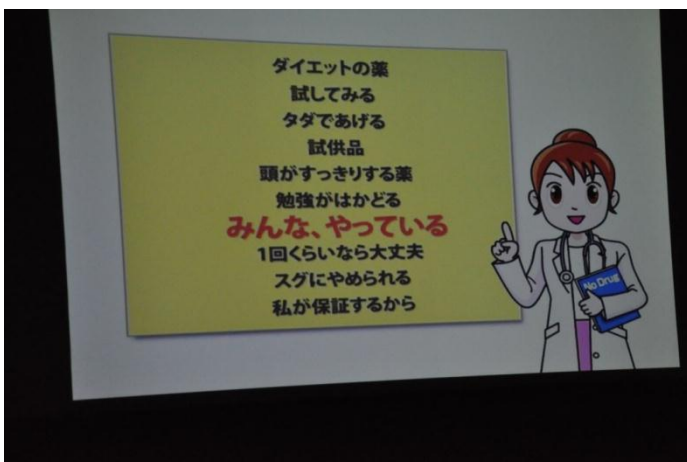 ダイエットの薬
試してみる
タダであげる
試供品
頭がすっきりする薬
勉強がはかどる
みんな、やっている
1回くらいなら大丈夫
スグにやめられる
私が保証するから
No Drug